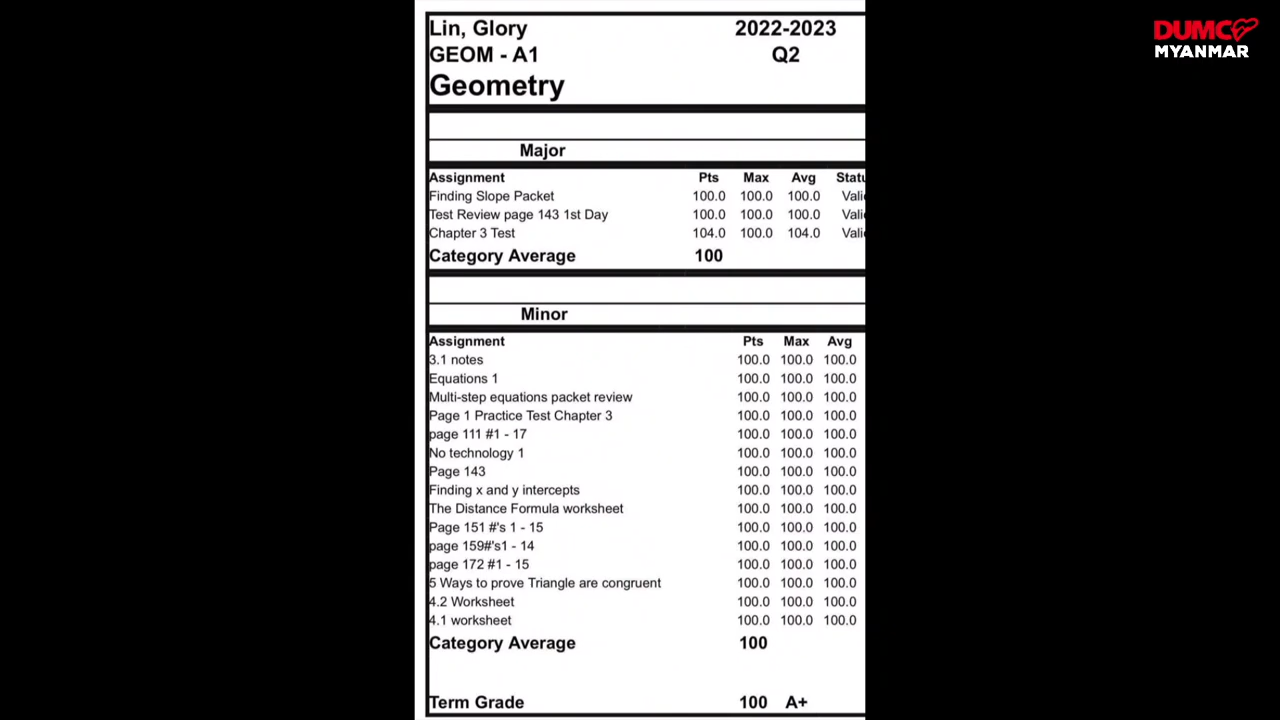 DUMC
MYANMAR
Lin, Glory 2022-2023
GEOM - A1 Q2
Geometry
Major
Assignment Pts Max Avg Statu
Finding Slope Packet 100.0 100.0 100.0 Vali
Test Review page 143 1st Day 100.0 100.0 100.0 Vali
Chapter 3 Test 104.0 100.0 104.0 Vali
Category Average 100
Minor
Assignment Pts Max Avg
3.1 notes 100.0 100.0 100.0
Equations 1 100.0 100.0 100.0
Multi-step equations packet review 100.0 100.0 100.0
Page 1 Practice Test Chapter 3 100.0 100.0 100.0
page 111 #1 - 17 100.0 100.0 100.0
No technology 1 100.0 100.0 100.0
Page 143 100.0 100.0 100.0
Finding x and y intercepts 100.0 100.0 100.0
The Distance Formula worksheet 100.0 100.0 100.0
Page 151 #'s 1 - 15 100.0 100.0 100.0
page 159#'s1 - 14 100.0 100.0 100.0
page 172 #1 - 15 100.0 100.0 100.0
5 Ways to prove Triangle are congruent 100.0 100.0 100.0
4.2 Worksheet 100.0 100.0 100.0
4.1 worksheet 100.0 100.0 100.0
Category Average 100
Term Grade 100 A+